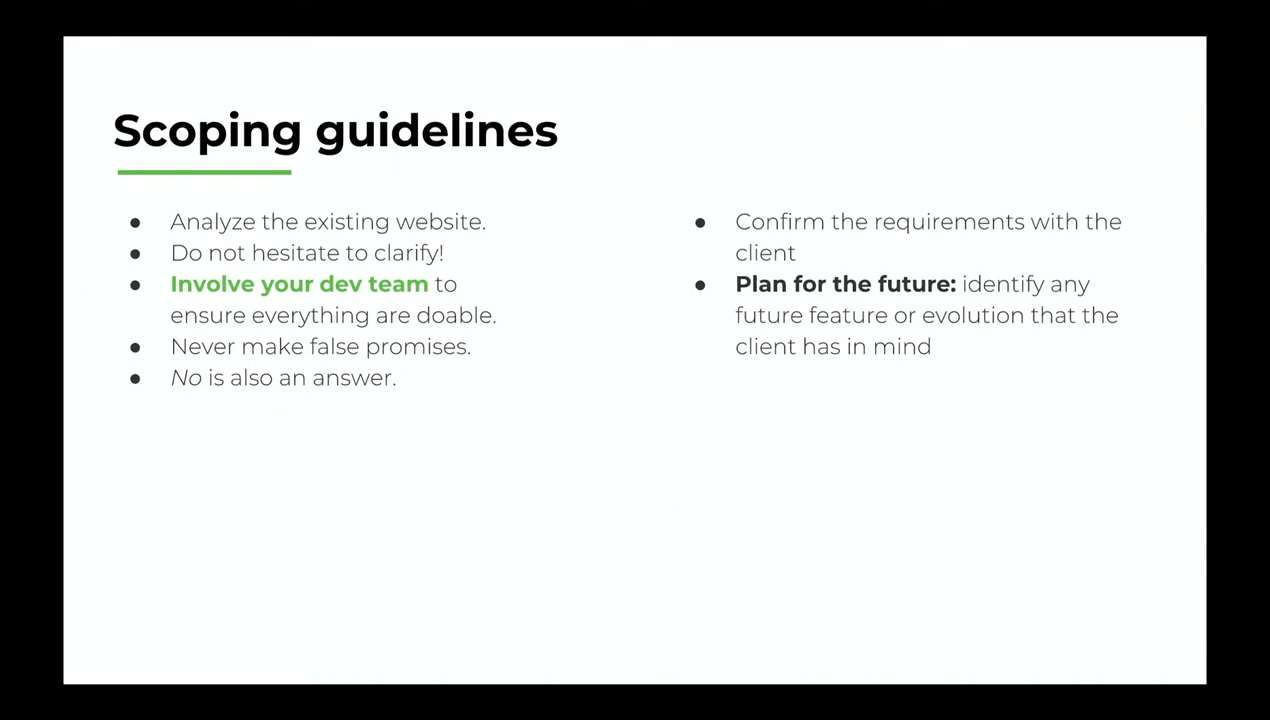 Scoping guidelines
● Analyze the existing website.
● Do not hesitate to clarify!
● Involve your dev team to
ensure everything are doable.
● Never make false promises.
● No is also an answer.
● Confirm the requirements with the
client
● Plan for the future: identify any
future feature or evolution that the
client has in mind